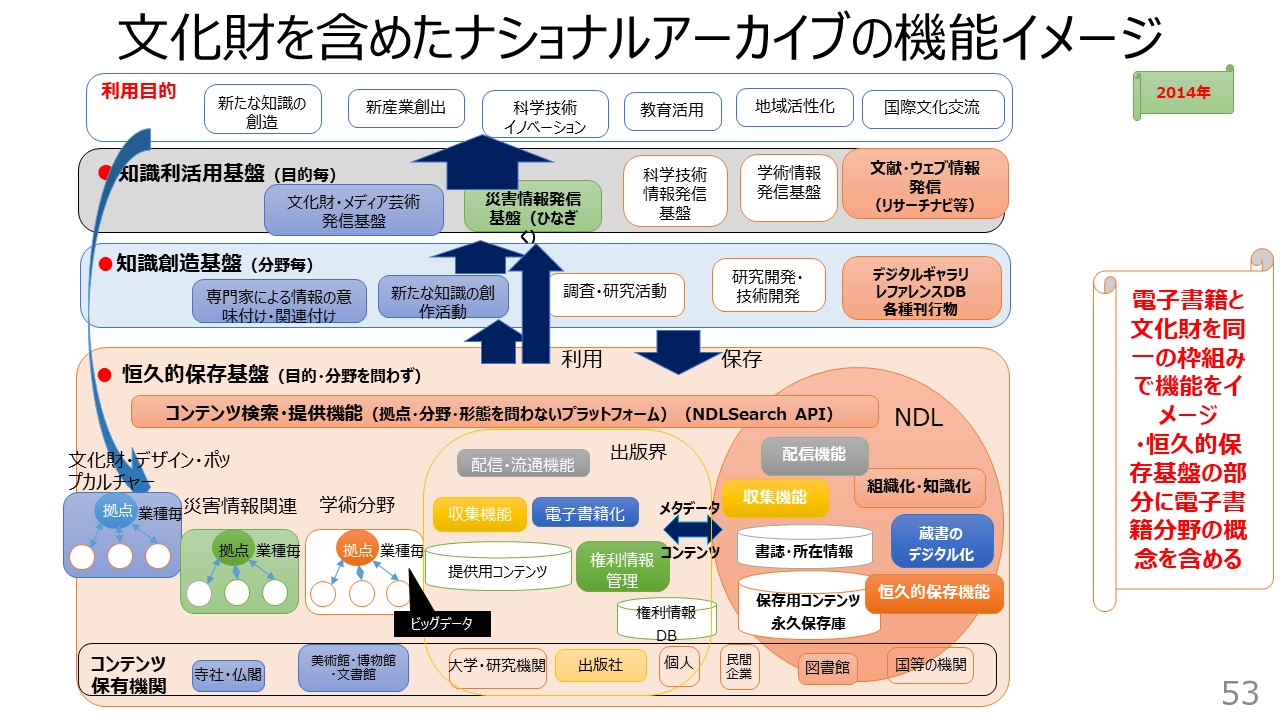 文化財を含めたナショナルアーカイブの機能イメージ
利用目的
新たな知識の
創造
新産業創出
科学技術
イノベーション
教育活用
地域活性化
国際文化交流
2014年
● 知識利活用基盤（目的毎）
文化財・メディア芸術
発信基盤
災害情報発信
基盤（ひなぎ
く）
科学技術
情報発信
基盤
学術情報
発信基盤
文献・ウェブ情報
発信
（リサーチナビ等）
● 知識創造基盤（分野毎）
専門家による情報の意
味付け・関連付け
新たな知識の創
作活動
調査・研究活動
研究開発・
技術開発
デジタルギャラリ
レファレンスDB
各種刊行物
利用
保存
● 恒久的保存基盤（目的・分野を問わず）
コンテンツ検索・提供機能（拠点・分野・形態を問わないプラットフォーム）（NDLSearch API）
NDL
文化財・デザイン・ポッ
プカルチャー
拠点
業種毎
災害情報関連
拠点
業種毎
学術分野
拠点
業種毎
ビッグデータ
出版界
配信・流通機能
収集機能
電子書籍化
提供用コンテンツ
権利情報
管理
権利情報
DB
メタデータ
コンテンツ
配信機能
収集機能
組織化・知識化
書誌・所在情報
蔵書の
デジタル化
保存用コンテンツ
永久保存庫
恒久的保存機能
コンテンツ
保有機関
寺社・仏閣
美術館・博物館
・文書館
大学・研究機関
出版社
個人
民間
企業
図書館
国等の機関
電子書籍と
文化財を同
一の枠組み
で機能をイ
メージ
・恒久的保
存基盤の部
分に電子書
籍分野の概
念を含める
53